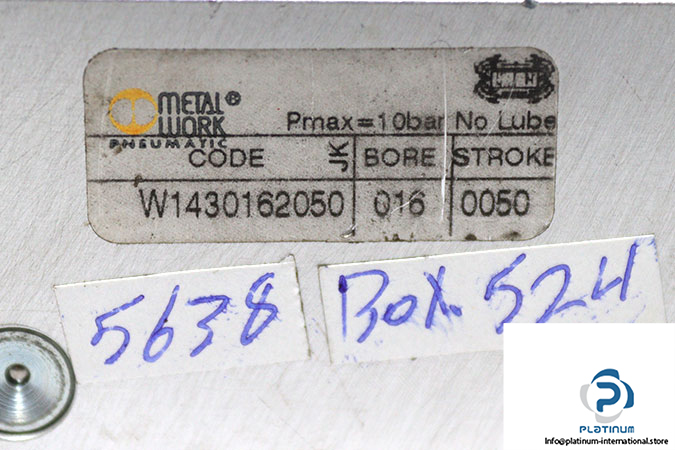 METAL® WORK
PNEUMATIC
Pmax=10bar No Lube
CODE JK BORE STROKE
W1430162050 016 0050
5638 Box 524
PLATINUM
Info@platinum-international.store